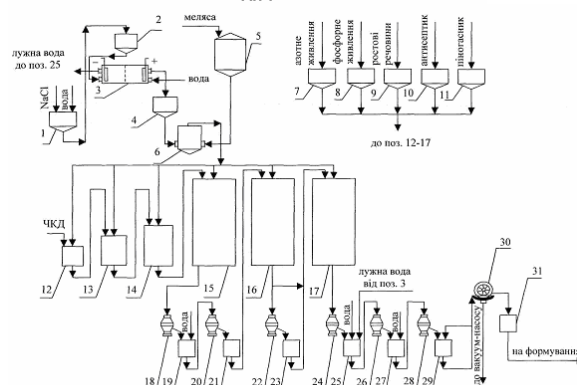 2
меляса
5
лужна вода
до поз. 25
–
+
3
вода
NaCl
вода
1
4
6
азотне
живлення
фосфорне
живлення
ростові
речовини
антисептик
піногасник
7
8
9
10
11
до поз. 12-17
ЧКД
12
13
14
15
16
17
лужна вода
від поз. 3
30
31
вода
вода
вода
вода
вода
на формування
до вакуум-насосу
18
19
20
21
22
23
24
25
26
27
28
29